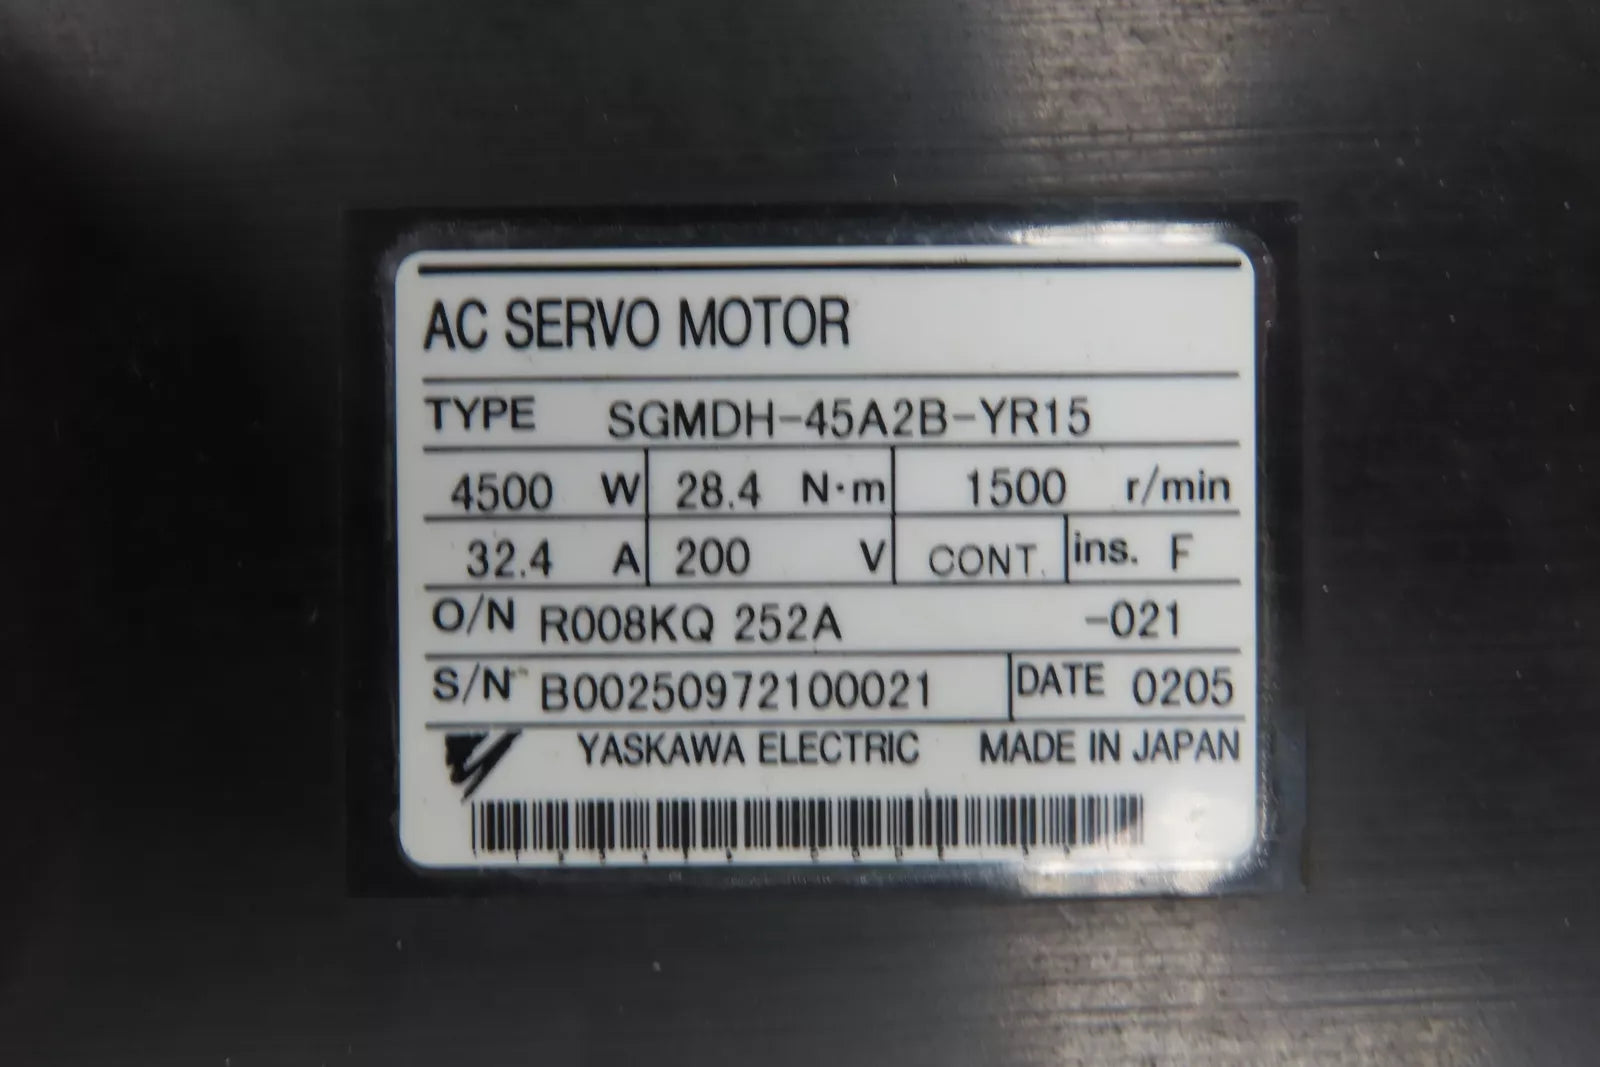 AC SERVO MOTOR
TYPE SGMDH-45A2B-YR15
4500 W 28.4 N·m 1500 r/min
32.4 A 200 V CONT. ins. F
O/N R008KQ 252A -021
S/N B00250972100021 DATE 0205
YASKAWA ELECTRIC MADE IN JAPAN